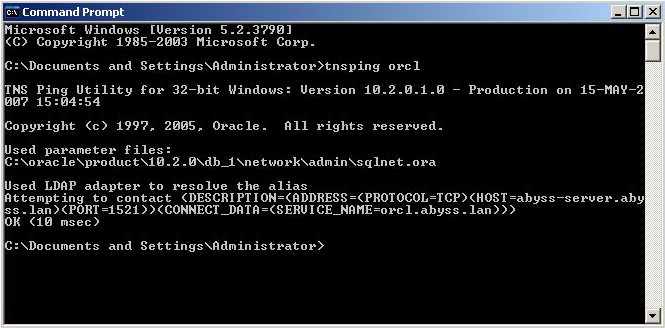 Command Prompt
Microsoft Windows [Version 5.2.3790]
(C) Copyright 1985-2003 Microsoft Corp.
C:\Documents and Settings\Administrator>tnsping orcl
TNS Ping Utility for 32-bit Windows: Version 10.2.0.1.0 - Production on 15-MAY-2
007 15:04:54
Copyright (c) 1997, 2005, Oracle.  All rights reserved.
Used parameter files:
C:\oracle\product\10.2.0\db_1\network\admin\sqlnet.ora
Used LDAP adapter to resolve the alias
Attempting to contact (DESCRIPTION=(ADDRESS=(PROTOCOL=TCP)(HOST=abyss-server.aby
ss.lan)(PORT=1521))(CONNECT_DATA=(SERVICE_NAME=orcl.abyss.lan)))
OK (10 msec)
C:\Documents and Settings\Administrator>